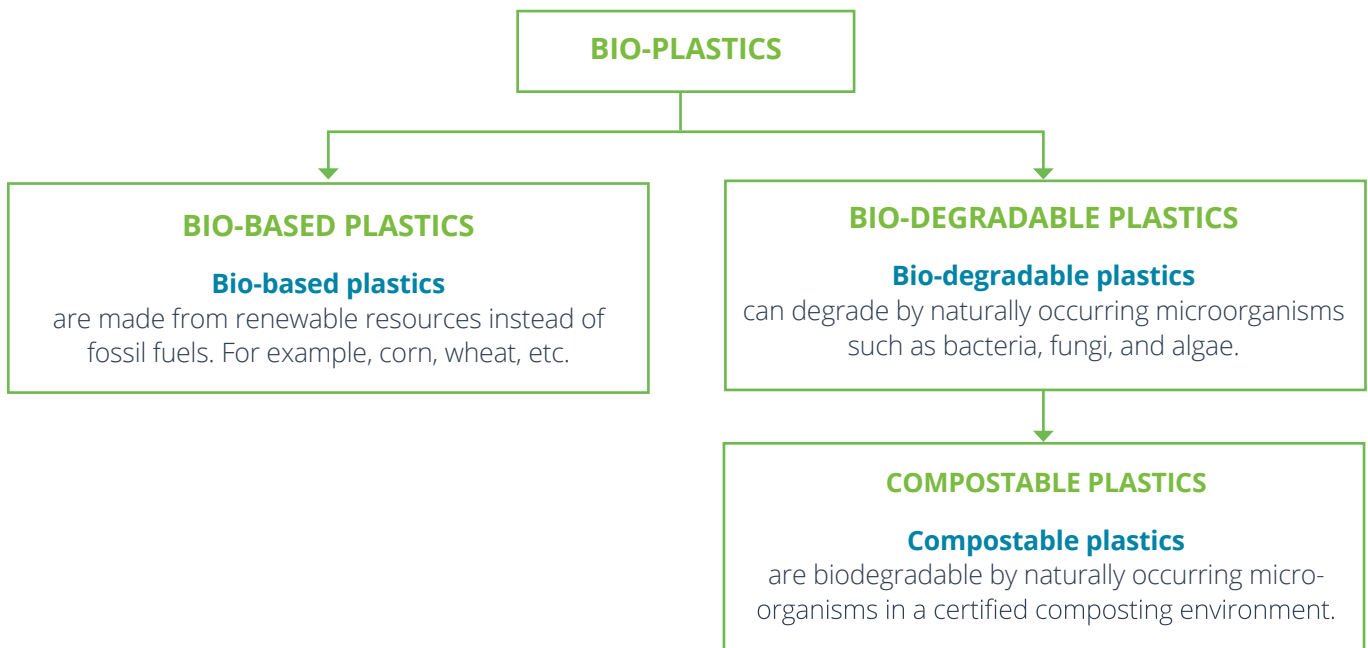 BIO-PLASTICS
BIO-BASED PLASTICS
Bio-based plastics
are made from renewable resources instead of
fossil fuels. For example, corn, wheat, etc.
BIO-DEGRADABLE PLASTICS
Bio-degradable plastics
can degrade by naturally occurring microorganisms
such as bacteria, fungi, and algae.
COMPOSTABLE PLASTICS
Compostable plastics
are biodegradable by naturally occurring micro-
organisms in a certified composting environment.